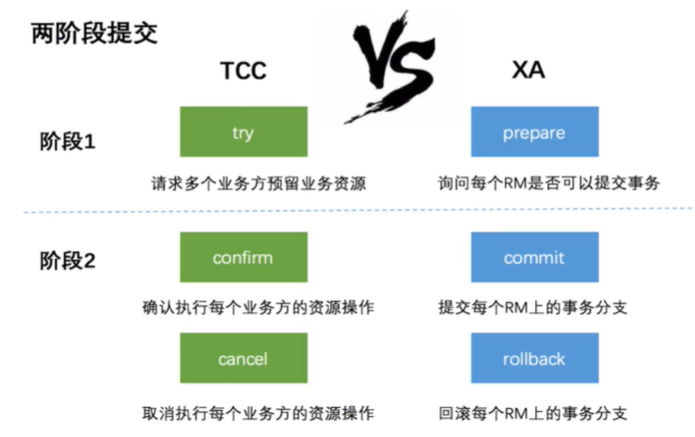 两阶段提交
TCC
VS
XA
阶段1
try
prepare
请求多个业务方预留业务资源
询问每个RM是否可以提交事务
阶段2
confirm
commit
确认执行每个业务方的资源操作
提交每个RM上的事务分支
cancel
rollback
取消执行每个业务方的资源操作
回滚每个RM上的事务分支